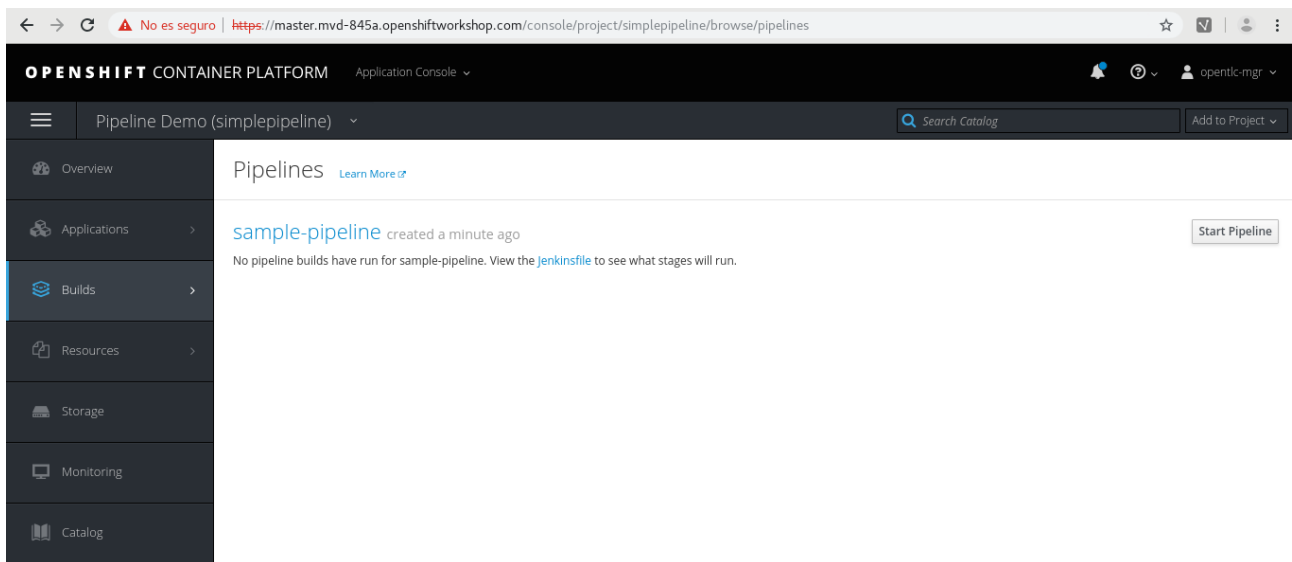 No es seguro | https://master.mvd-845a.openshiftworkshop.com/console/project/simplepipeline/browse/pipelines
OPENSHIFT CONTAINER PLATFORM Application Console opentlc-mgr
Pipeline Demo (simplepipeline) Search Catalog Add to Project
Overview
Pipelines Learn More
Applications
sample-pipeline created a minute ago Start Pipeline
No pipeline builds have run for sample-pipeline. View the Jenkinsfile to see what stages will run.
Builds
Resources
Storage
Monitoring
Catalog